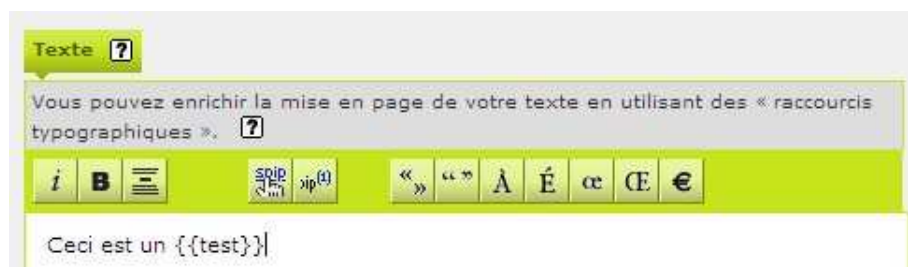 Texte ?
Vous pouvez enrichir la mise en page de votre texte en utilisant des « raccourcis
typographiques ». ?
i B spip «» “” À É œ Œ €
Ceci est un {{test}}